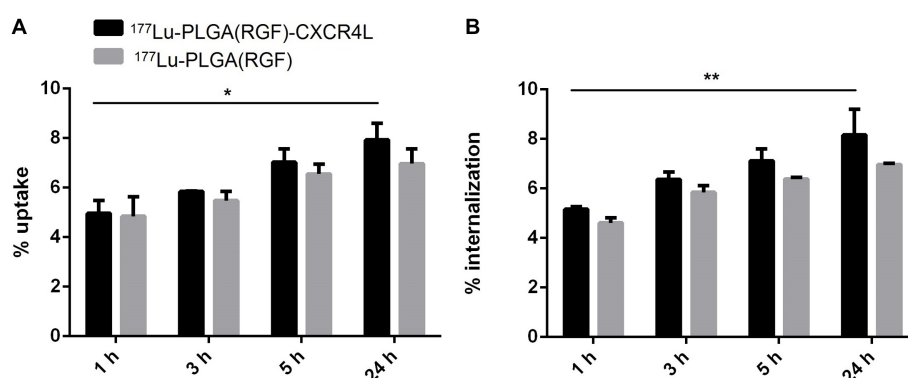 A
B
¹⁷⁷Lu-PLGA(RGF)-CXCR4L
¹⁷⁷Lu-PLGA(RGF)
% uptake
10
8
6
4
2
0
*
1 h
3 h
5 h
24 h
% internalization
10
8
6
4
2
0
**
1 h
3 h
5 h
24 h